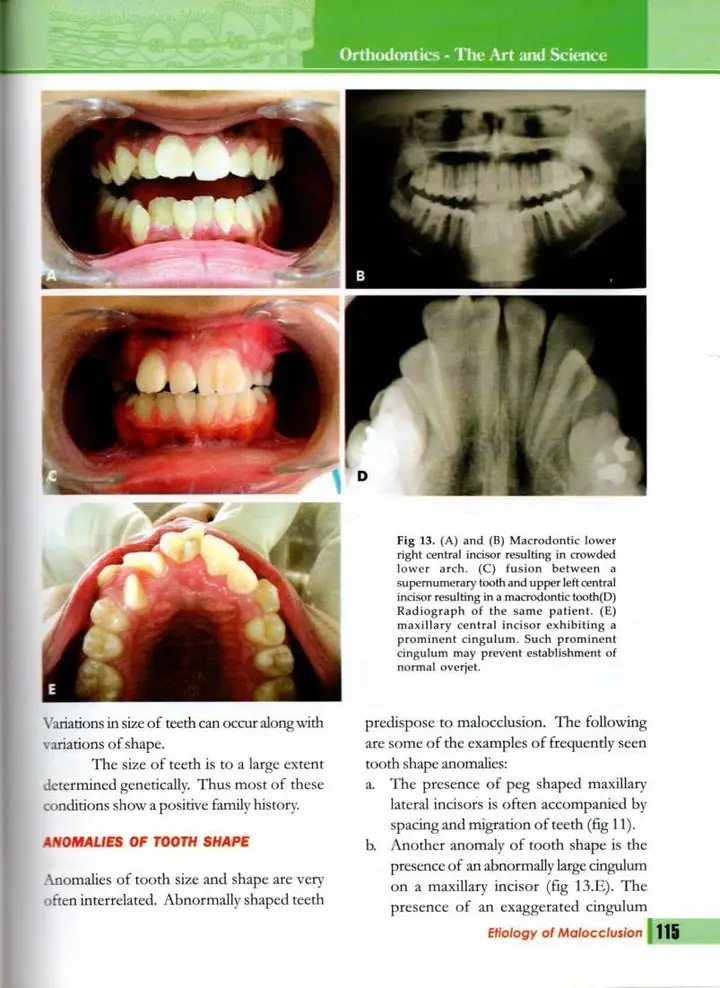 Orthodontics - The Art and Science
A
B
C
D
E
Fig 13. (A) and (B) Macrodontic lower
right central incisor resulting in crowded
lower arch. (C) fusion between a
supernumerary tooth and upper left central
incisor resulting in a macrodontic tooth(D)
Radiograph of the same patient. (E)
maxillary central incisor exhibiting a
prominent cingulum. Such prominent
cingulum may prevent establishment of
normal overjet.
Variations in size of teeth can occur along with
variations of shape.
The size of teeth is to a large extent
determined genetically. Thus most of these
conditions show a positive family history.
ANOMALIES OF TOOTH SHAPE
Anomalies of tooth size and shape are very
often interrelated. Abnormally shaped teeth
predispose to malocclusion. The following
are some of the examples of frequently seen
tooth shape anomalies:
a. The presence of peg shaped maxillary
lateral incisors is often accompanied by
spacing and migration of teeth (fig 11).
b. Another anomaly of tooth shape is the
presence of an abnormally large cingulum
on a maxillary incisor (fig 13.E). The
presence of an exaggerated cingulum
Etiology of Malocclusion 115